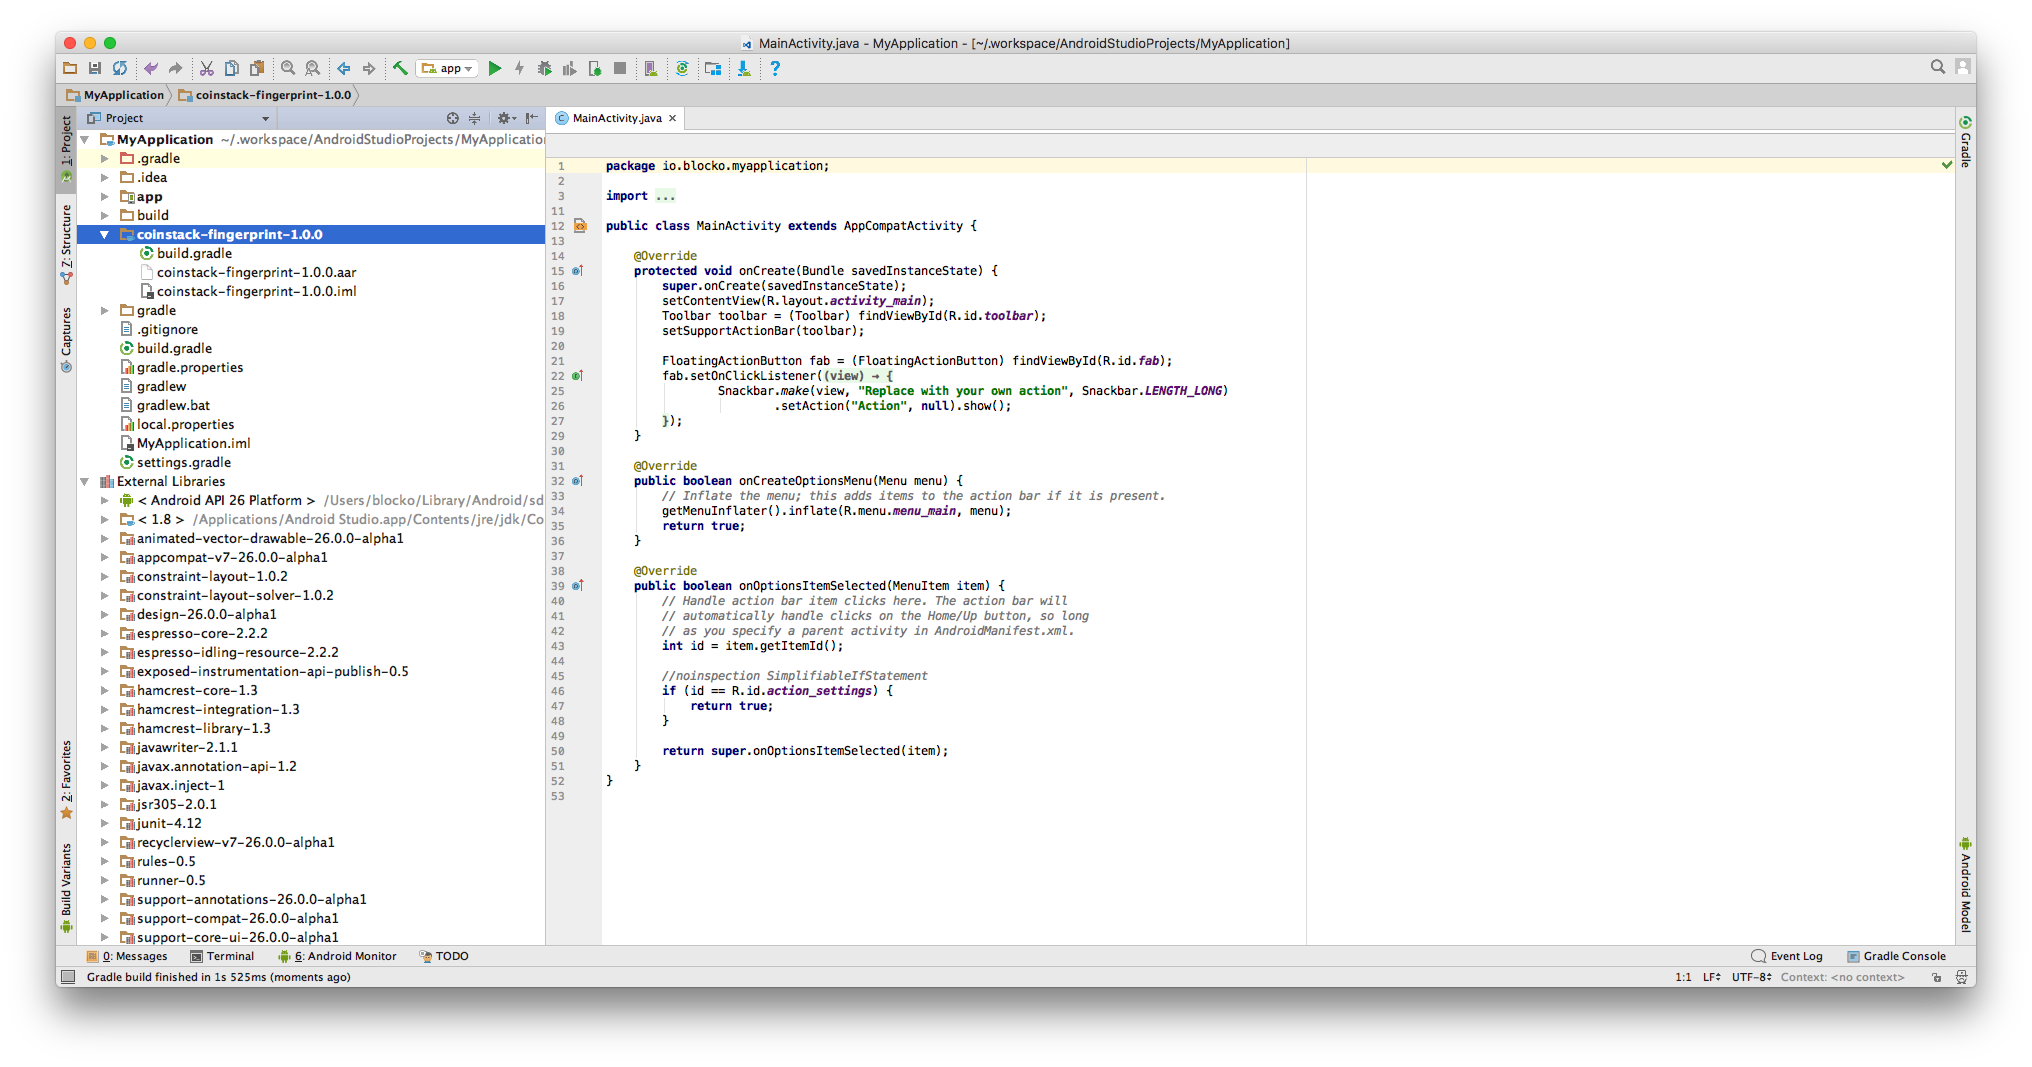 MainActivity.java - MyApplication - [~/.workspace/AndroidStudioProjects/MyApplication]
app
MyApplication
coinstack-fingerprint-1.0.0
1: Project
Z: Structure
Captures
2: Favorites
Build Variants
Project
MyApplication ~/.workspace/AndroidStudioProjects/MyApplicatio
.gradle
.idea
app
build
coinstack-fingerprint-1.0.0
build.gradle
coinstack-fingerprint-1.0.0.aar
coinstack-fingerprint-1.0.0.iml
gradle
.gitignore
build.gradle
gradle.properties
gradlew
gradlew.bat
local.properties
MyApplication.iml
settings.gradle
External Libraries
< Android API 26 Platform > /Users/blocko/Library/Android/sd
< 1.8 > /Applications/Android Studio.app/Contents/jre/jdk/Co
animated-vector-drawable-26.0.0-alpha1
appcompat-v7-26.0.0-alpha1
constraint-layout-1.0.2
constraint-layout-solver-1.0.2
design-26.0.0-alpha1
espresso-core-2.2.2
espresso-idling-resource-2.2.2
exposed-instrumentation-api-publish-0.5
hamcrest-core-1.3
hamcrest-integration-1.3
hamcrest-library-1.3
javawriter-2.1.1
javax.annotation-api-1.2
javax.inject-1
jsr305-2.0.1
junit-4.12
recyclerview-v7-26.0.0-alpha1
rules-0.5
runner-0.5
support-annotations-26.0.0-alpha1
support-compat-26.0.0-alpha1
support-core-ui-26.0.0-alpha1
MainActivity.java
1 package io.blocko.myapplication;
2
3 import ...
11
12 public class MainActivity extends AppCompatActivity {
13
14 @Override
15 protected void onCreate(Bundle savedInstanceState) {
16 super.onCreate(savedInstanceState);
17 setContentView(R.layout.activity_main);
18 Toolbar toolbar = (Toolbar) findViewById(R.id.toolbar);
19 setSupportActionBar(toolbar);
20
21 FloatingActionButton fab = (FloatingActionButton) findViewById(R.id.fab);
22 fab.setOnClickListener((view) → {
25 Snackbar.make(view, "Replace with your own action", Snackbar.LENGTH_LONG)
26 .setAction("Action", null).show();
27 });
29 }
30
31 @Override
32 public boolean onCreateOptionsMenu(Menu menu) {
33 // Inflate the menu; this adds items to the action bar if it is present.
34 getMenuInflater().inflate(R.menu.menu_main, menu);
35 return true;
36 }
37
38 @Override
39 public boolean onOptionsItemSelected(MenuItem item) {
40 // Handle action bar item clicks here. The action bar will
41 // automatically handle clicks on the Home/Up button, so long
42 // as you specify a parent activity in AndroidManifest.xml.
43 int id = item.getItemId();
44
45 //noinspection SimplifiableIfStatement
46 if (id == R.id.action_settings) {
47 return true;
48 }
49
50 return super.onOptionsItemSelected(item);
51 }
52 }
53
Gradle
Android Model
0: Messages
Terminal
6: Android Monitor
TODO
Event Log
Gradle Console
Gradle build finished in 1s 525ms (moments ago)
1:1 LF UTF-8 Context: <no context>